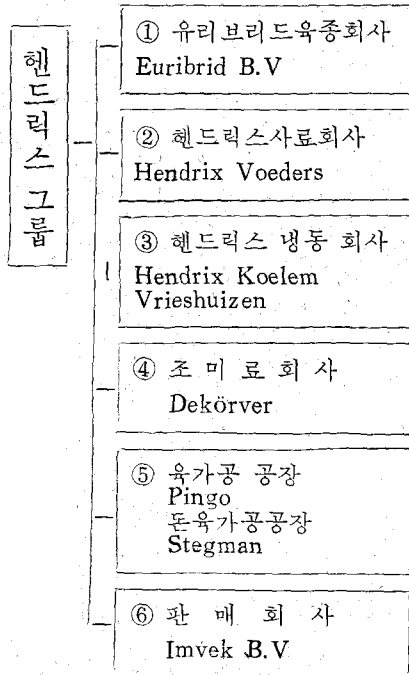 헨드릭스 그룹
① 유리브리드육종회사
Euribrid B.V
② 헨드릭스사료회사
Hendrix Voeders
③ 헨드릭스 냉동 회사
Hendrix Koelem
Vrieshuizen
④ 조 미 료 회 사
Dekörver
⑤ 육가공 공장
Pingo
돈육가공공장
Stegman
⑥ 판 매 회 사
Imvek B.V